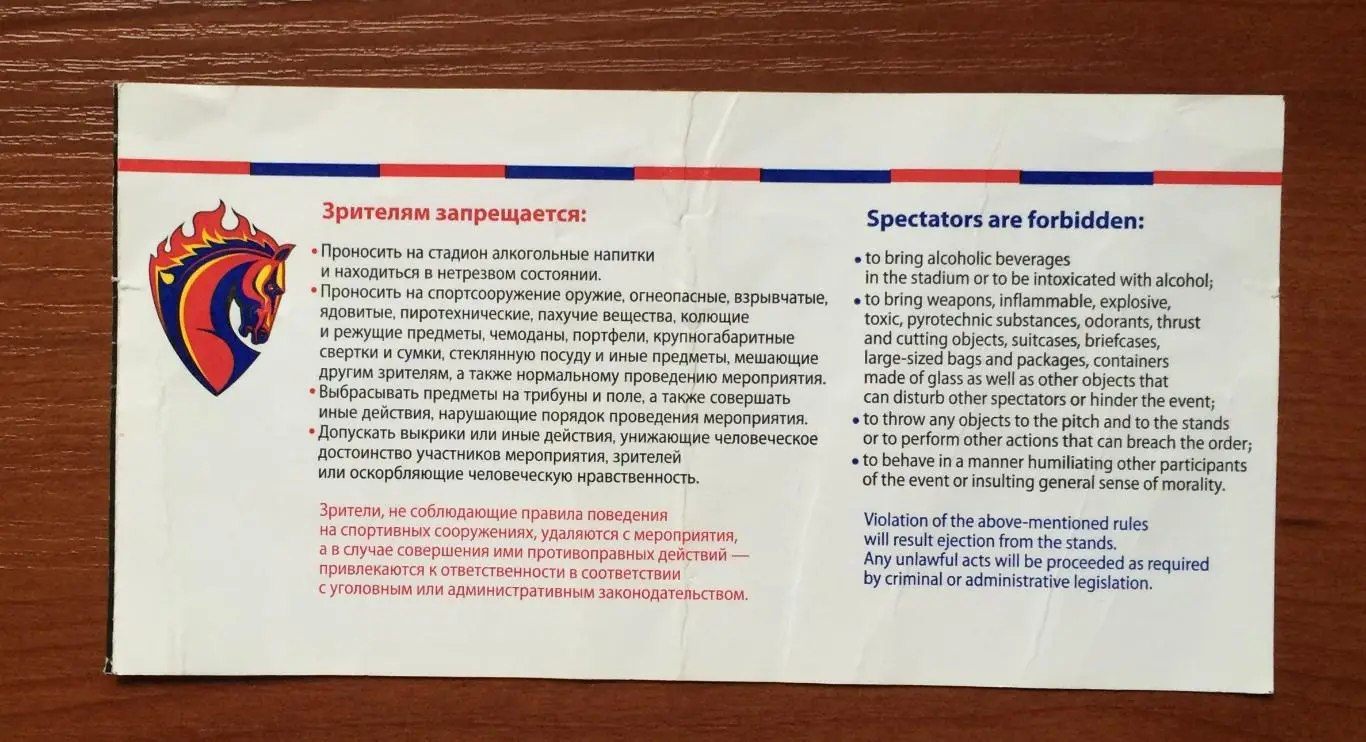 Зрителям запрещается:
• Проносить на стадион алкогольные напитки
и находиться в нетрезвом состоянии.
• Проносить на спортсооружение оружие, огнеопасные, взрывчатые,
ядовитые, пиротехнические, пахучие вещества, колющие
и режущие предметы, чемоданы, портфели, крупногабаритные
свертки и сумки, стеклянную посуду и иные предметы, мешающие
другим зрителям, а также нормальному проведению мероприятия.
• Выбрасывать предметы на трибуны и поле, а также совершать
иные действия, нарушающие порядок проведения мероприятия.
• Допускать выкрики или иные действия, унижающие человеческое
достоинство участников мероприятия, зрителей
или оскорбляющие человеческую нравственность.
Зрители, не соблюдающие правила поведения
на спортивных сооружениях, удаляются с мероприятия,
а в случае совершения ими противоправных действий —
привлекаются к ответственности в соответствии
с уголовным или административным законодательством.
Spectators are forbidden:
• to bring alcoholic beverages
in the stadium or to be intoxicated with alcohol;
• to bring weapons, inflammable, explosive,
toxic, pyrotechnic substances, odorants, thrust
and cutting objects, suitcases, briefcases,
large-sized bags and packages, containers
made of glass as well as other objects that
can disturb other spectators or hinder the event;
• to throw any objects to the pitch and to the stands
or to perform other actions that can breach the order;
• to behave in a manner humiliating other participants
of the event or insulting general sense of morality.
Violation of the above-mentioned rules
will result ejection from the stands.
Any unlawful acts will be proceeded as required
by criminal or administrative legislation.